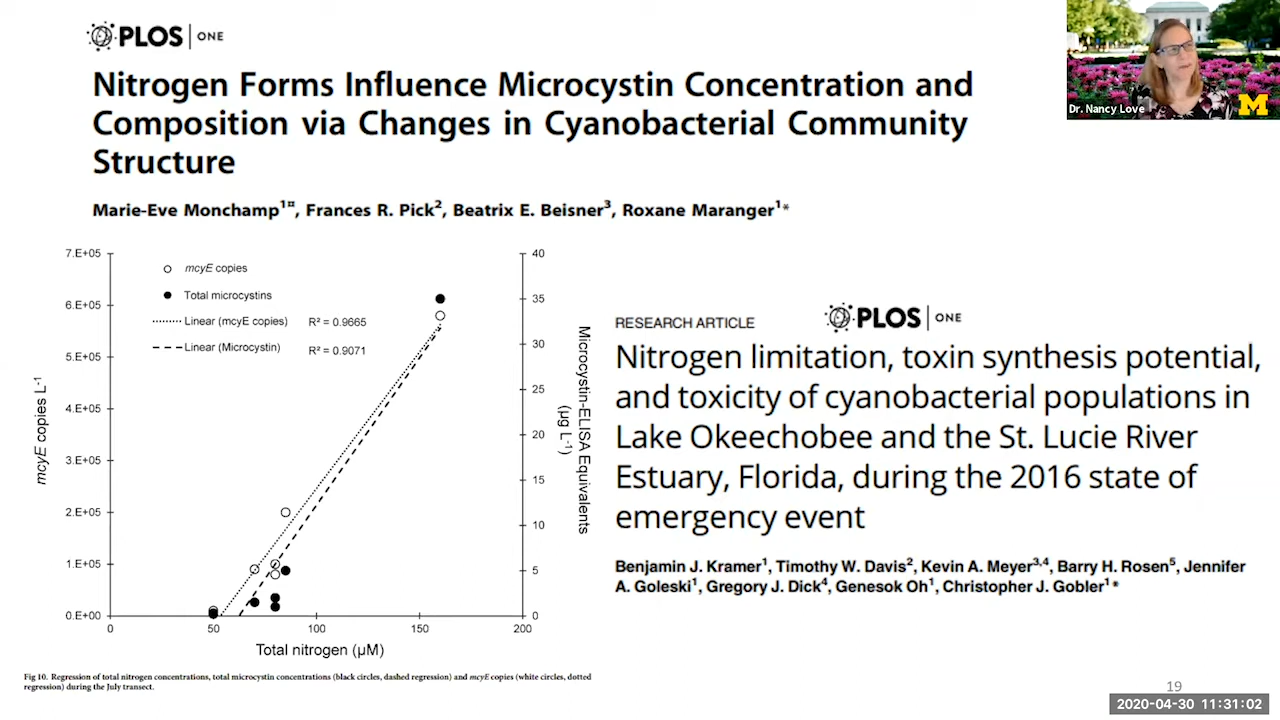 PLOS ONE
Nitrogen Forms Influence Microcystin Concentration and
Composition via Changes in Cyanobacterial Community
Structure
Marie-Eve Monchamp1¤, Frances R. Pick2, Beatrix E. Beisner3, Roxane Maranger1*
Dr. Nancy Love
M
7.E+05
6.E+05
5.E+05
4.E+05
3.E+05
2.E+05
1.E+05
0.E+00
mcyE copies L-1
mcyE copies
Total microcystins
Linear (mcyE copies) R² = 0.9665
Linear (Microcystin) R² = 0.9071
40
35
30
25
20
15
10
5
0
Microcystin-ELISA Equivalents
(µg L-1)
0 50 100 150 200
Total nitrogen (µM)
Fig 10. Regression of total nitrogen concentrations, total microcystin concentrations (black circles, dashed regression) and mcyE copies (white circles, dotted
regression) during the July transect.
RESEARCH ARTICLE
PLOS ONE
Nitrogen limitation, toxin synthesis potential,
and toxicity of cyanobacterial populations in
Lake Okeechobee and the St. Lucie River
Estuary, Florida, during the 2016 state of
emergency event
Benjamin J. Kramer1, Timothy W. Davis2, Kevin A. Meyer3,4, Barry H. Rosen5, Jennifer
A. Goleski1, Gregory J. Dick4, Genesok Oh1, Christopher J. Gobler1*
19
2020-04-30 11:31:02